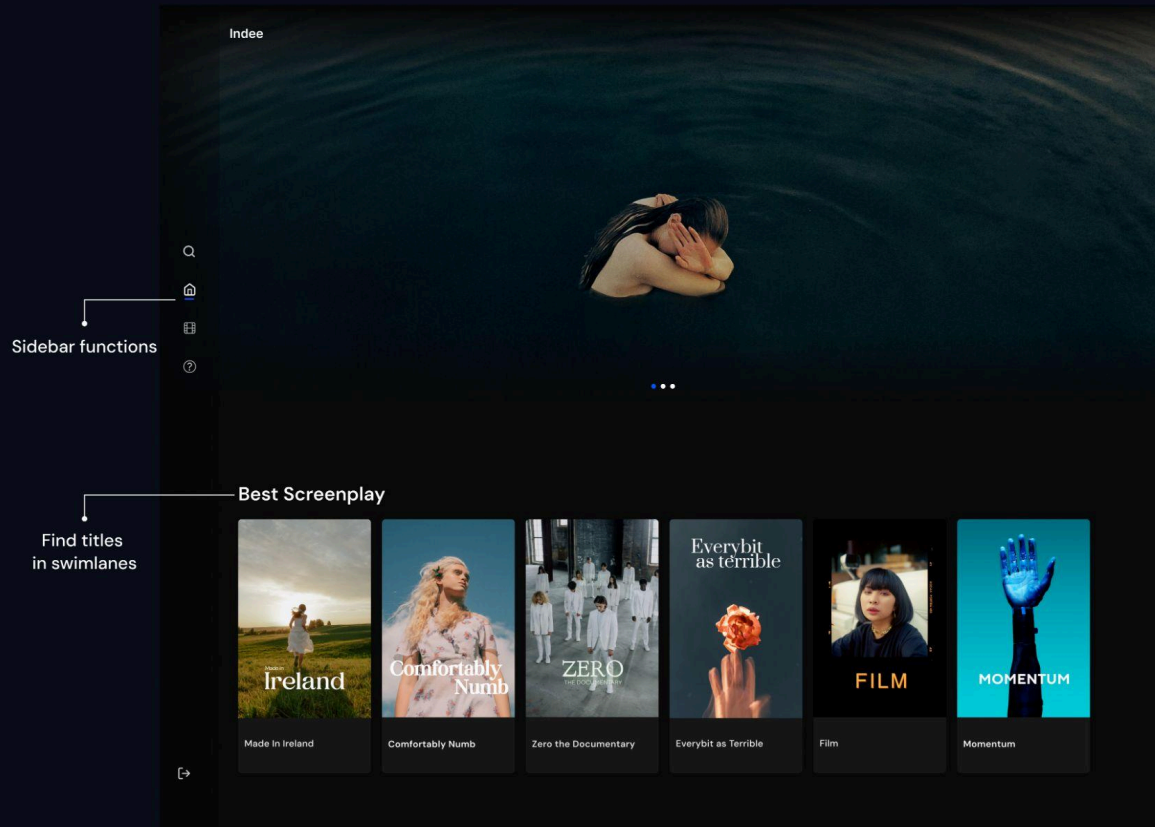 Indee
Sidebar functions
Best Screenplay
Find titles
in swimlanes
Made in
Ireland
Comfortably
Numb
ZERO
THE DOCUMENTARY
Everybit
as terrible
FILM
MOMENTUM
Made In Ireland
Comfortably Numb
Zero the Documentary
Everybit as Terrible
Film
Momentum